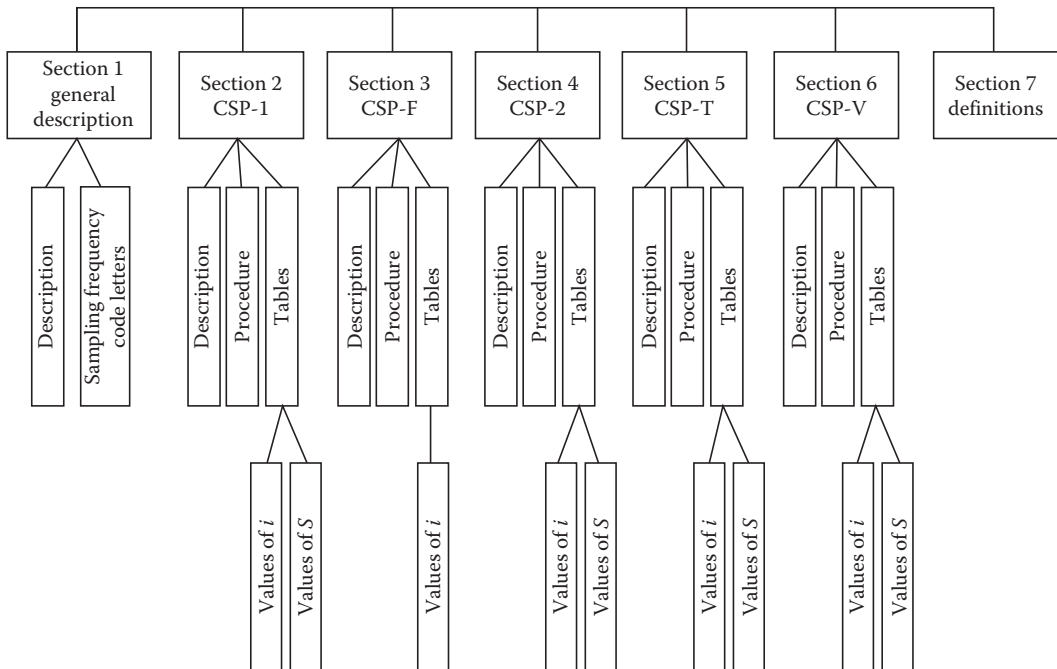 Section 1
general
description
Section 2
CSP-1
Section 3
CSP-F
Section 4
CSP-2
Section 5
CSP-T
Section 6
CSP-V
Section 7
definitions
Description
Sampling frequency
code letters
Description
Procedure
Tables
Description
Procedure
Tables
Description
Procedure
Tables
Description
Procedure
Tables
Description
Procedure
Tables
Values of i
Values of S
Values of i
Values of i
Values of S
Values of i
Values of S
Values of i
Values of S